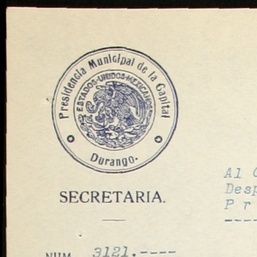 Presidencia Municipal de la Capital
ESTADOS-UNIDOS-MEXICANOS
Durango.
SECRETARIA.
Al
Desp
P r
NUM. 3121.----